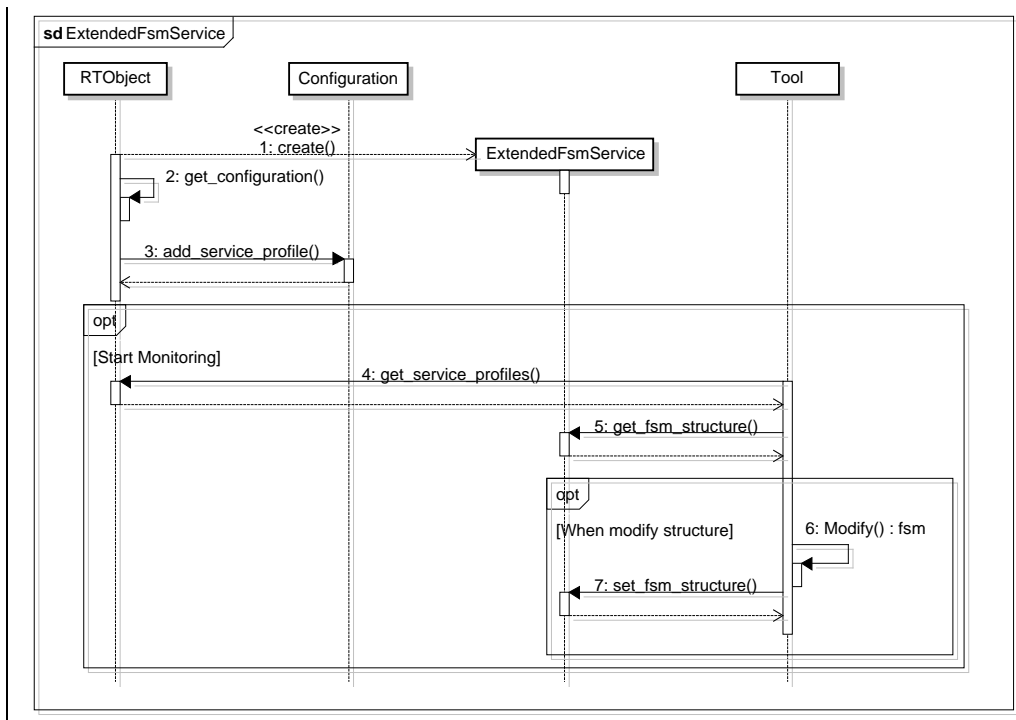 sd ExtendedFsmService
RTObject
Configuration
Tool
<<create>>
1: create()
ExtendedFsmService
2: get_configuration()
3: add_service_profile()
opt
[Start Monitoring]
4: get_service_profiles()
5: get_fsm_structure()
opt
[When modify structure]
6: Modify() : fsm
7: set_fsm_structure()